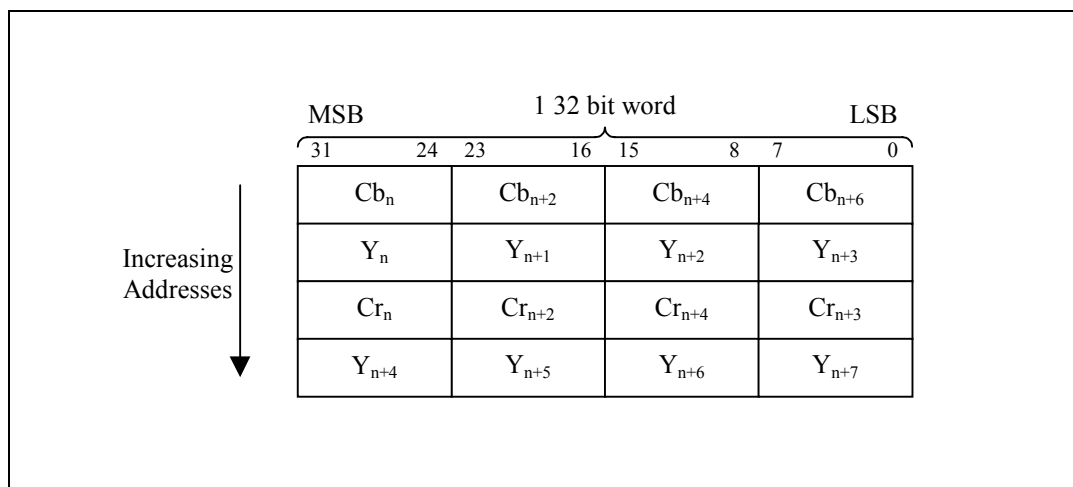 1 32 bit word
MSB LSB
31 24 23 16 15 8 7 0
Cbₙ Cbₙ₊₂ Cbₙ₊₄ Cbₙ₊₆
Yₙ Yₙ₊₁ Yₙ₊₂ Yₙ₊₃
Crₙ Crₙ₊₂ Crₙ₊₄ Crₙ₊₃
Yₙ₊₄ Yₙ₊₅ Yₙ₊₆ Yₙ₊₇
Increasing
Addresses